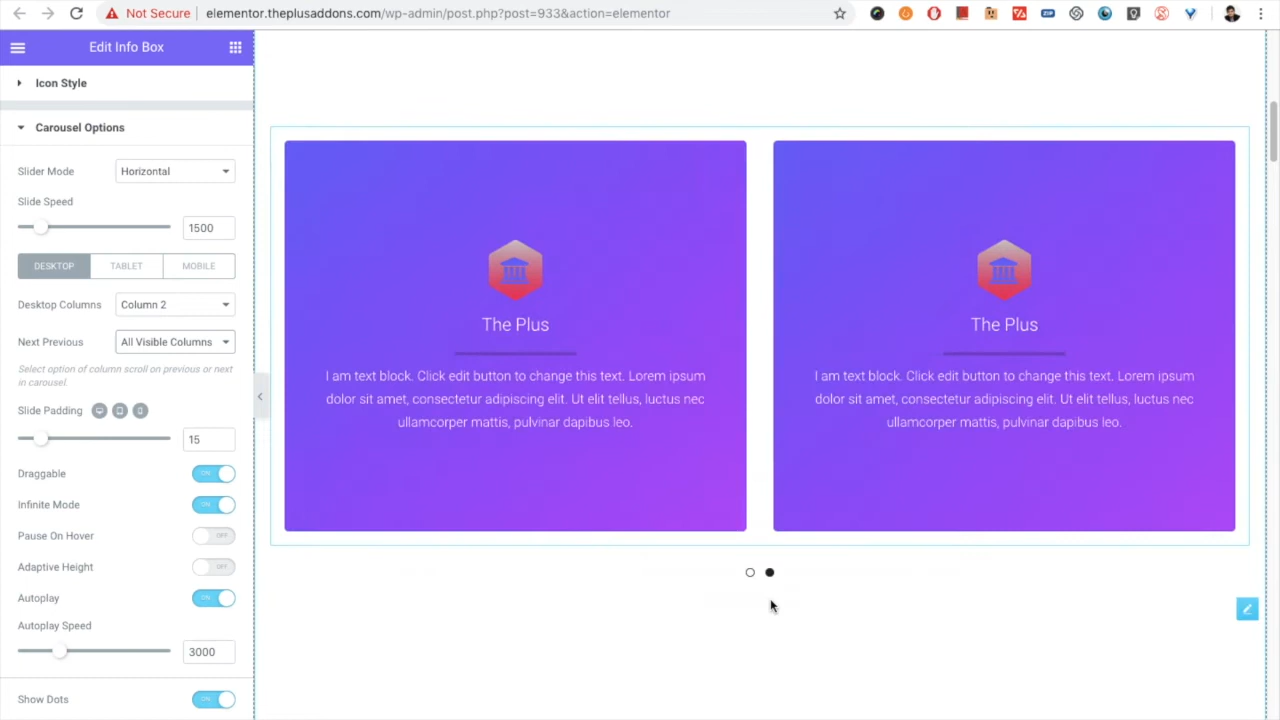 Not Secure elementor.theplusaddons.com/wp-admin/post.php?post=933&action=elementor
Edit Info Box
Icon Style
Carousel Options
Slider Mode Horizontal
Slide Speed
1500
DESKTOP TABLET MOBILE
Desktop Columns Column 2
Next Previous All Visible Columns
Select option of column scroll on previous or next
in carousel.
Slide Padding
15
Draggable ON
Infinite Mode ON
Pause On Hover OFF
Adaptive Height OFF
Autoplay ON
Autoplay Speed
3000
Show Dots ON
The Plus
I am text block. Click edit button to change this text. Lorem ipsum
dolor sit amet, consectetur adipiscing elit. Ut elit tellus, luctus nec
ullamcorper mattis, pulvinar dapibus leo.
The Plus
I am text block. Click edit button to change this text. Lorem ipsum
dolor sit amet, consectetur adipiscing elit. Ut elit tellus, luctus nec
ullamcorper mattis, pulvinar dapibus leo.